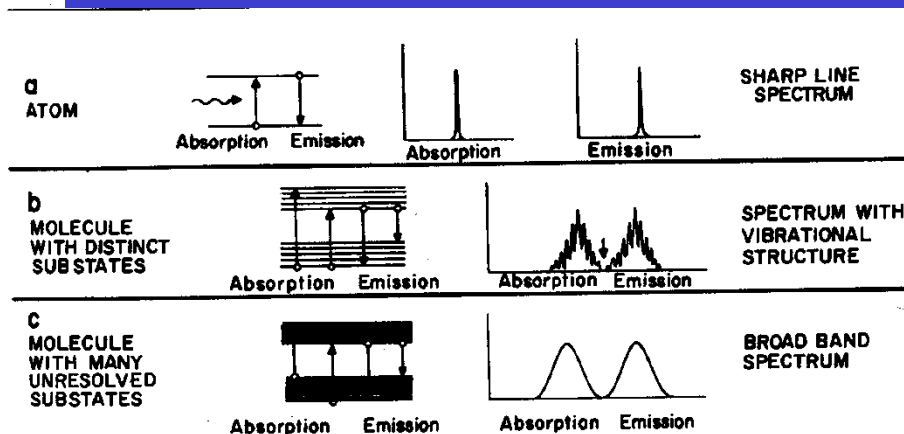 a
ATOM
Absorption Emission
Absorption
Emission
SHARP LINE
SPECTRUM
b
MOLECULE
WITH DISTINCT
SUBSTATES
Absorption Emission
Absorption Emission
SPECTRUM WITH
VIBRATIONAL
STRUCTURE
c
MOLECULE
WITH MANY
UNRESOLVED
SUBSTATES
Absorption Emission
Absorption Emission
BROAD BAND
SPECTRUM